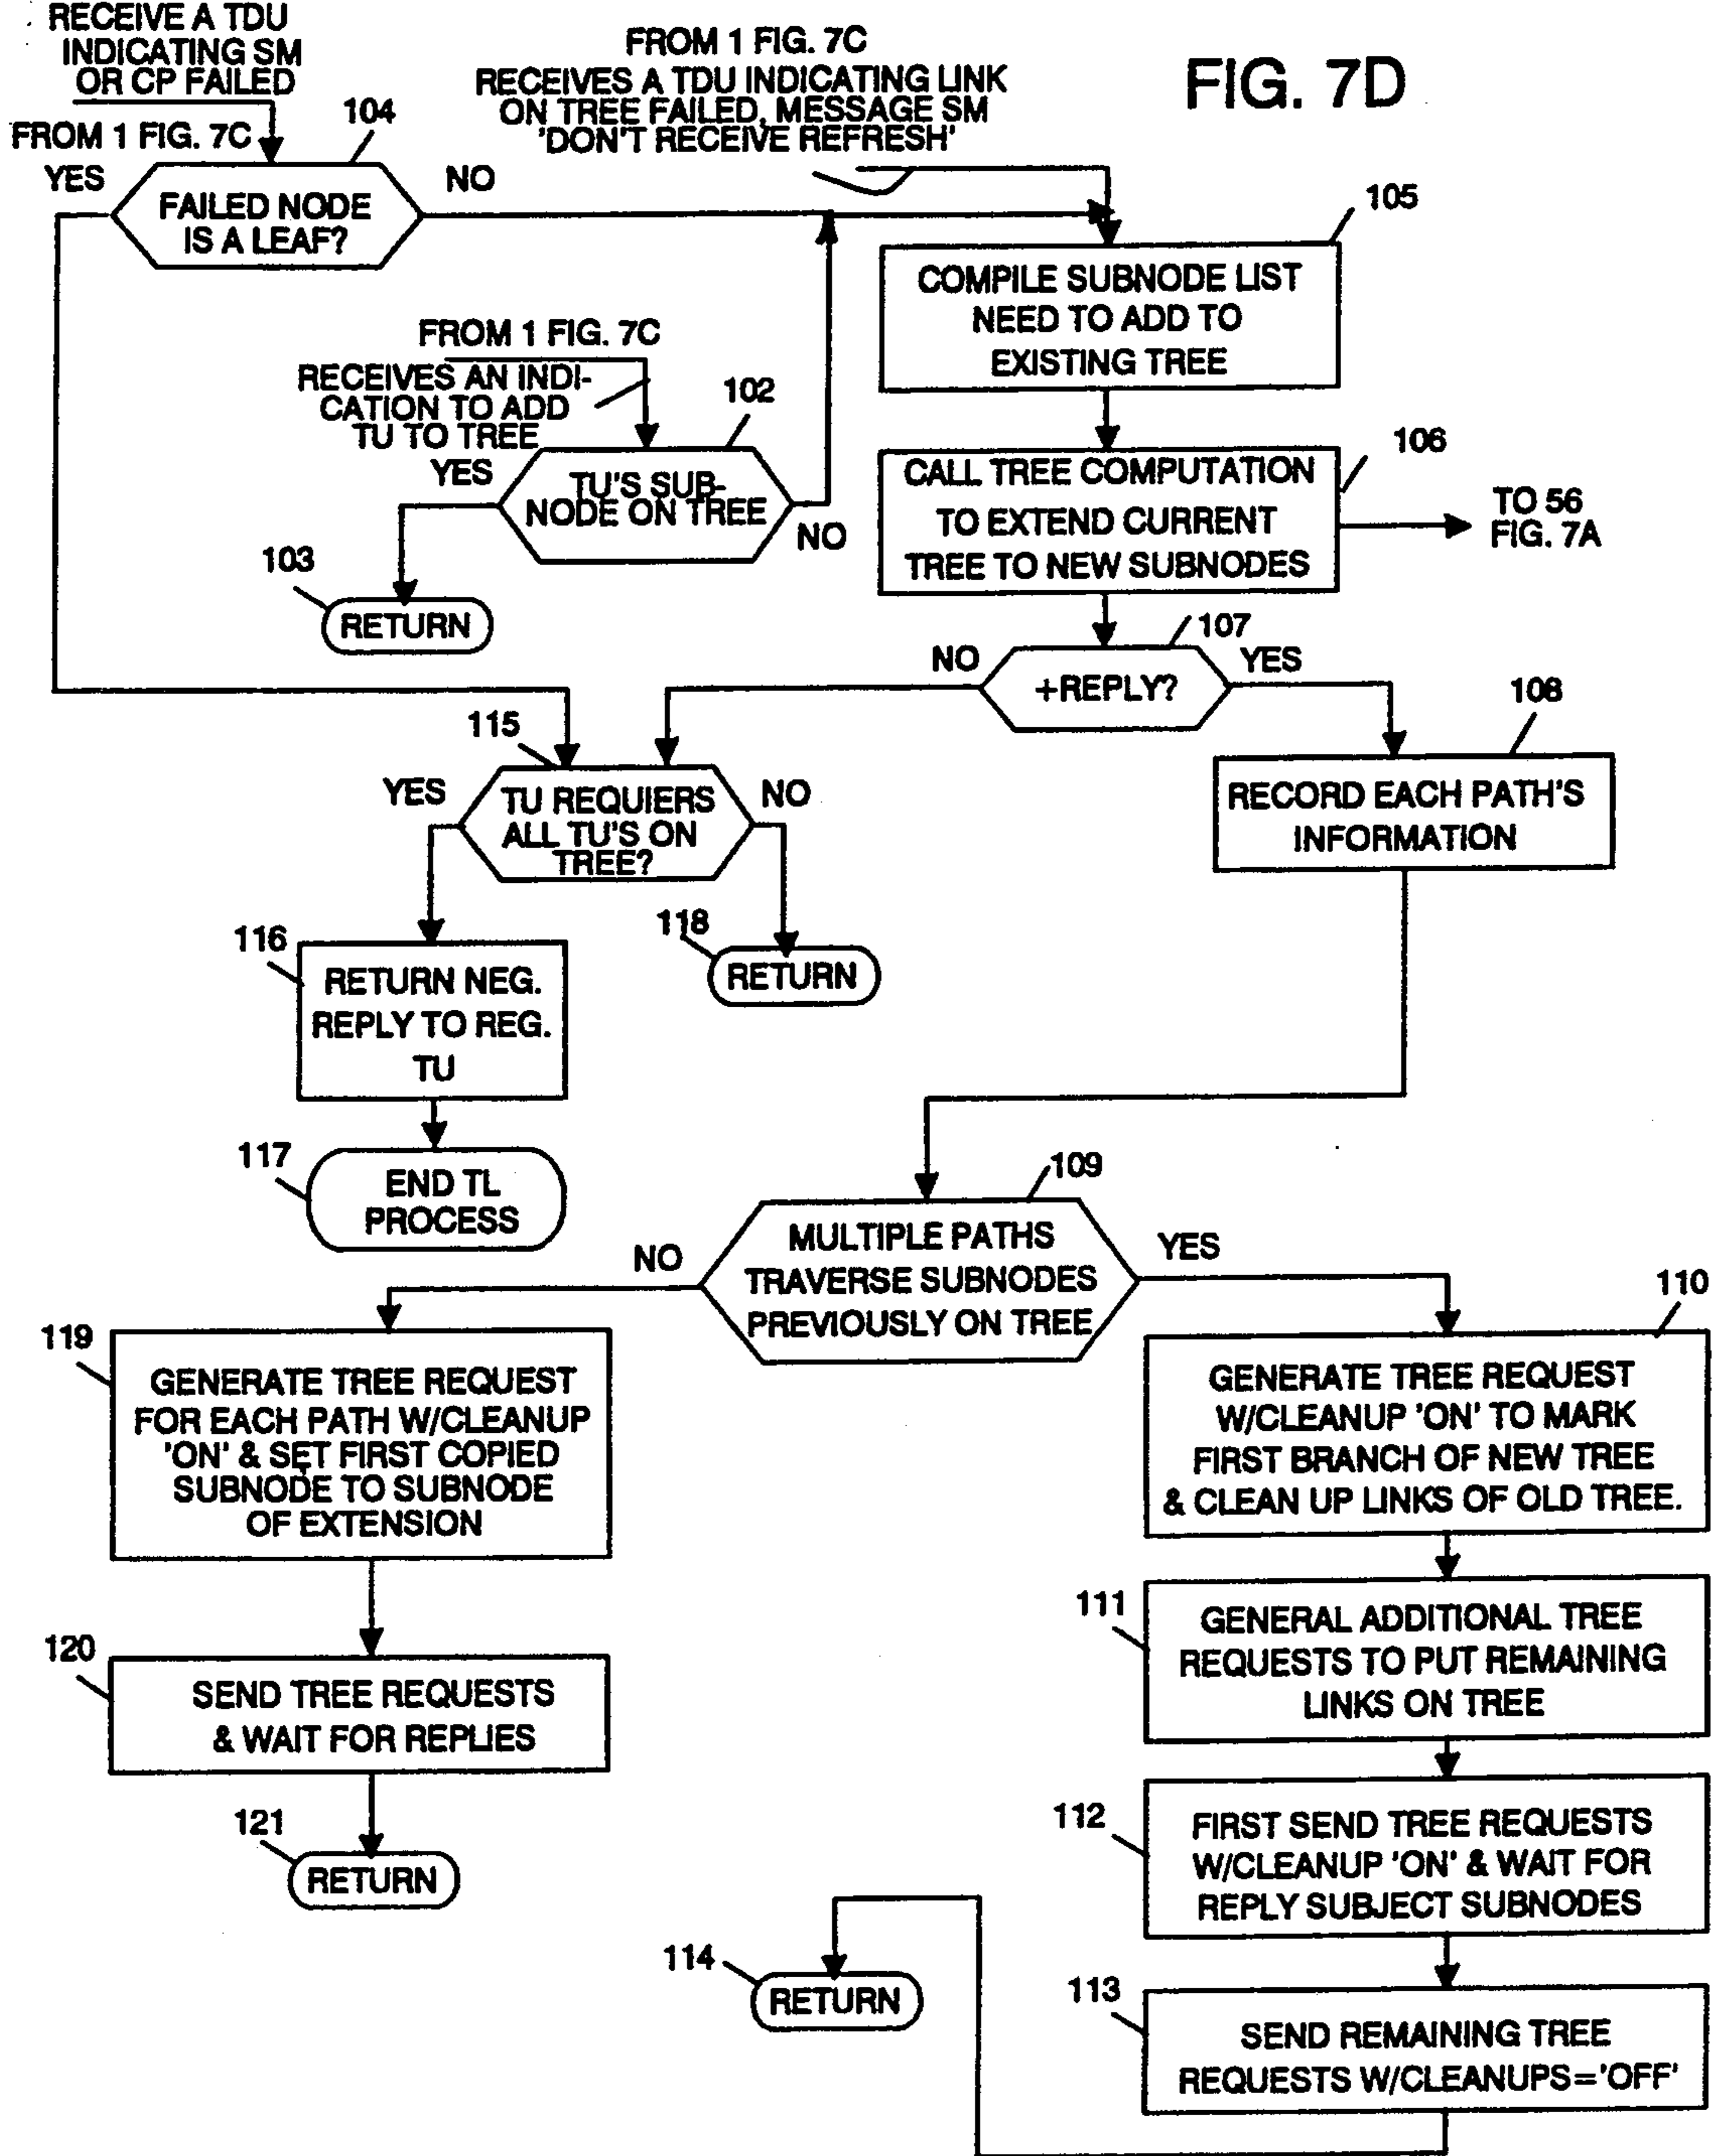 RECEIVE A TDU
INDICATING SM
OR CP FAILED
FROM 1 FIG. 7C
FROM 1 FIG. 7C
RECEIVES A TDU INDICATING LINK
ON TREE FAILED, MESSAGE SM
'DON'T RECEIVE REFRESH'
FIG. 7D
104
YES
NO
FAILED NODE
IS A LEAF?
105
COMPILE SUBNODE LIST
NEED TO ADD TO
EXISTING TREE
FROM 1 FIG. 7C
RECEIVES AN INDI-
CATION TO ADD
TU TO TREE
102
YES
TU'S SUB-
NODE ON TREE
NO
103
RETURN
106
CALL TREE COMPUTATION
TO EXTEND CURRENT
TREE TO NEW SUBNODES
TO 56
FIG. 7A
107
NO
YES
+REPLY?
108
RECORD EACH PATH'S
INFORMATION
115
YES
NO
TU REQUIERS
ALL TU'S ON
TREE?
116
RETURN NEG.
REPLY TO REG.
TU
118
RETURN
117
END TL
PROCESS
109
NO
YES
MULTIPLE PATHS
TRAVERSE SUBNODES
PREVIOUSLY ON TREE
119
GENERATE TREE REQUEST
FOR EACH PATH W/CLEANUP
'ON' & SET FIRST COPIED
SUBNODE TO SUBNODE
OF EXTENSION
110
GENERATE TREE REQUEST
W/CLEANUP 'ON' TO MARK
FIRST BRANCH OF NEW TREE
& CLEAN UP LINKS OF OLD TREE.
111
GENERAL ADDITIONAL TREE
REQUESTS TO PUT REMAINING
LINKS ON TREE
120
SEND TREE REQUESTS
& WAIT FOR REPLIES
112
FIRST SEND TREE REQUESTS
W/CLEANUP 'ON' & WAIT FOR
REPLY SUBJECT SUBNODES
121
RETURN
114
RETURN
113
SEND REMAINING TREE
REQUESTS W/CLEANUPS='OFF'